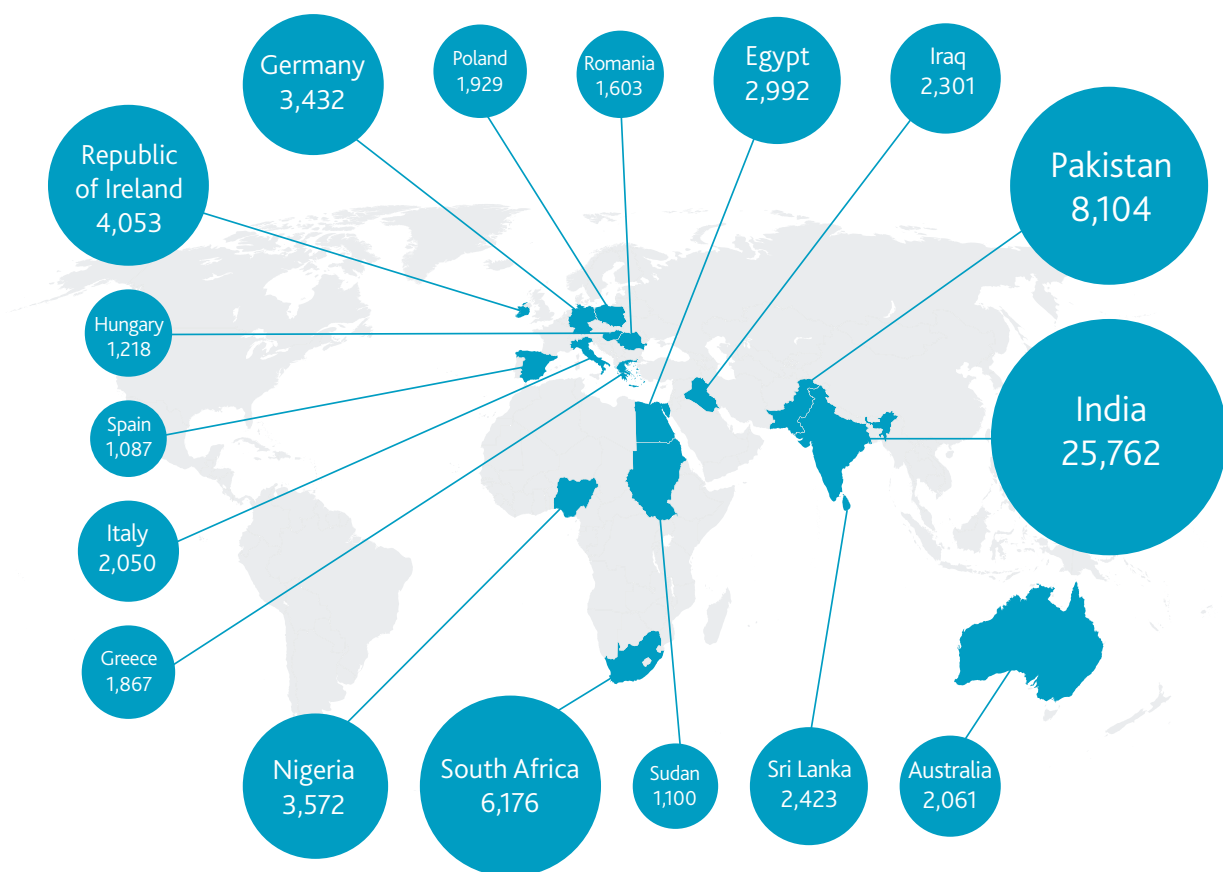 Germany
3,432
Poland
1,929
Romania
1,603
Egypt
2,992
Iraq
2,301
Republic
of Ireland
4,053
Pakistan
8,104
Hungary
1,218
India
25,762
Spain
1,087
Italy
2,050
Greece
1,867
Nigeria
3,572
South Africa
6,176
Sudan
1,100
Sri Lanka
2,423
Australia
2,061